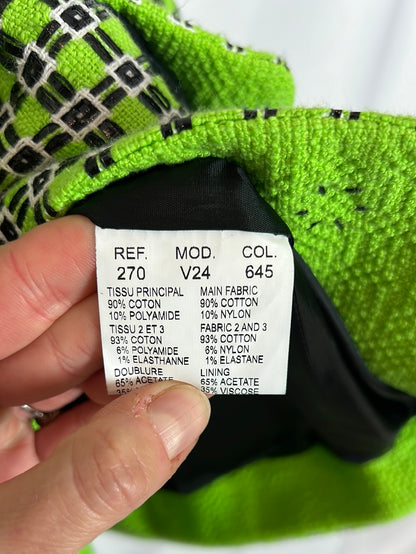 REF. MOD. COL.
270 V24 645
TISSU PRINCIPAL MAIN FABRIC
90% COTON 90% COTTON
10% POLYAMIDE 10% NYLON
TISSU 2 ET 3 FABRIC 2 AND 3
93% COTON 93% COTTON
6% POLYAMIDE 6% NYLON
1% ELASTHANNE 1% ELASTANE
DOUBLURE LINING
65% ACETATE 65% ACETATE
35% 35% VISCOSE